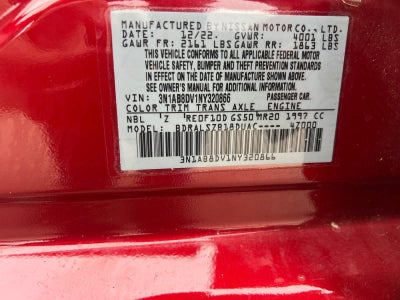 MANUFACTURED BY NISSAN MOTOR CO., LTD.
DATE: 12/22 GVWR: 4001 LBS
GAWR FR: 2161 LBS GAWR RR: 1863 LBS
THIS VEHICLE CONFORMS TO ALL
APPLICABLE FEDERAL MOTOR
VEHICLE SAFETY, BUMPER AND THEFT PREVENTION
STANDARDS IN EFFECT ON THE
DATE OF MANUFACTURE SHOWN ABOVE.
SEE OWNER'S MANUAL FOR ADDITIONAL INFORMATION.
VIN: 3N1AB8DV1NY320866 PASSENGER CAR
COLOR TRIM TRANS AXLE ENGINE
NBL Z RE0F10D GS50 MR20 1997 CC
MODEL BDRALSZB18DUAC---- 4Z000
3N1AB8DV1NY320866